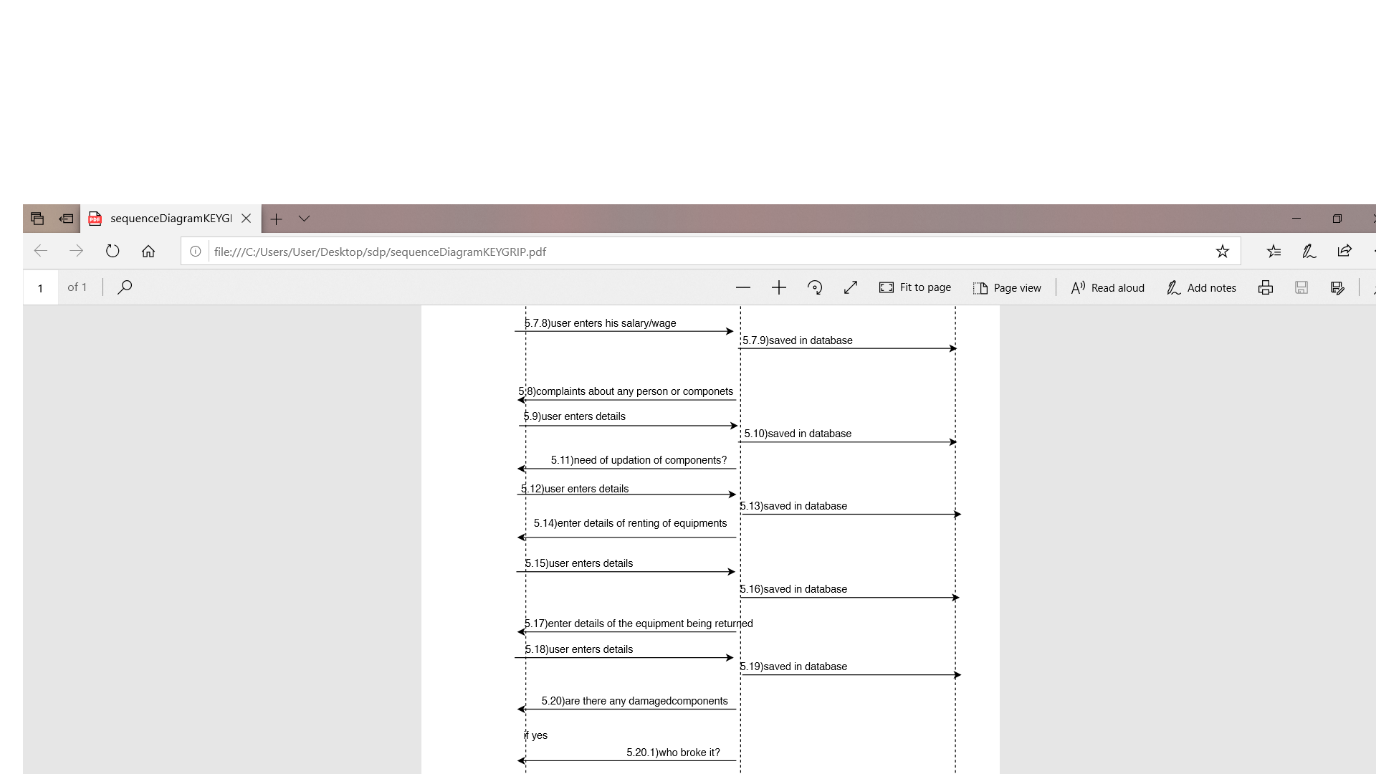 sequenceDiagramKEYGI
file:///C:/Users/User/Desktop/sdp/sequenceDiagramKEYGRIP.pdf
1 of 1
Fit to page
Page view
Read aloud
Add notes
5.7.8)user enters his salary/wage
5.7.9)saved in database
5.8)complaints about any person or componets
5.9)user enters details
5.10)saved in database
5.11)need of updation of components?
5.12)user enters details
5.13)saved in database
5.14)enter details of renting of equipments
5.15)user enters details
5.16)saved in database
5.17)enter details of the equipment being returned
5.18)user enters details
5.19)saved in database
5.20)are there any damagedcomponents
if yes
5.20.1)who broke it?